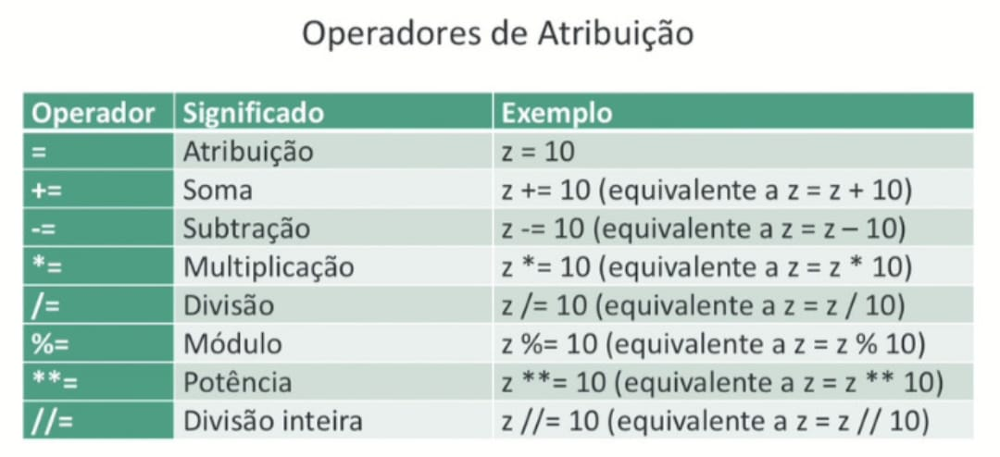 Operadores de Atribuição
Operador Significado Exemplo
= Atribuição z = 10
+= Soma z += 10 (equivalente a z = z + 10)
-= Subtração z -= 10 (equivalente a z = z – 10)
*= Multiplicação z *= 10 (equivalente a z = z * 10)
/= Divisão z /= 10 (equivalente a z = z / 10)
%= Módulo z %= 10 (equivalente a z = z % 10)
**= Potência z **= 10 (equivalente a z = z ** 10)
//= Divisão inteira z //= 10 (equivalente a z = z // 10)